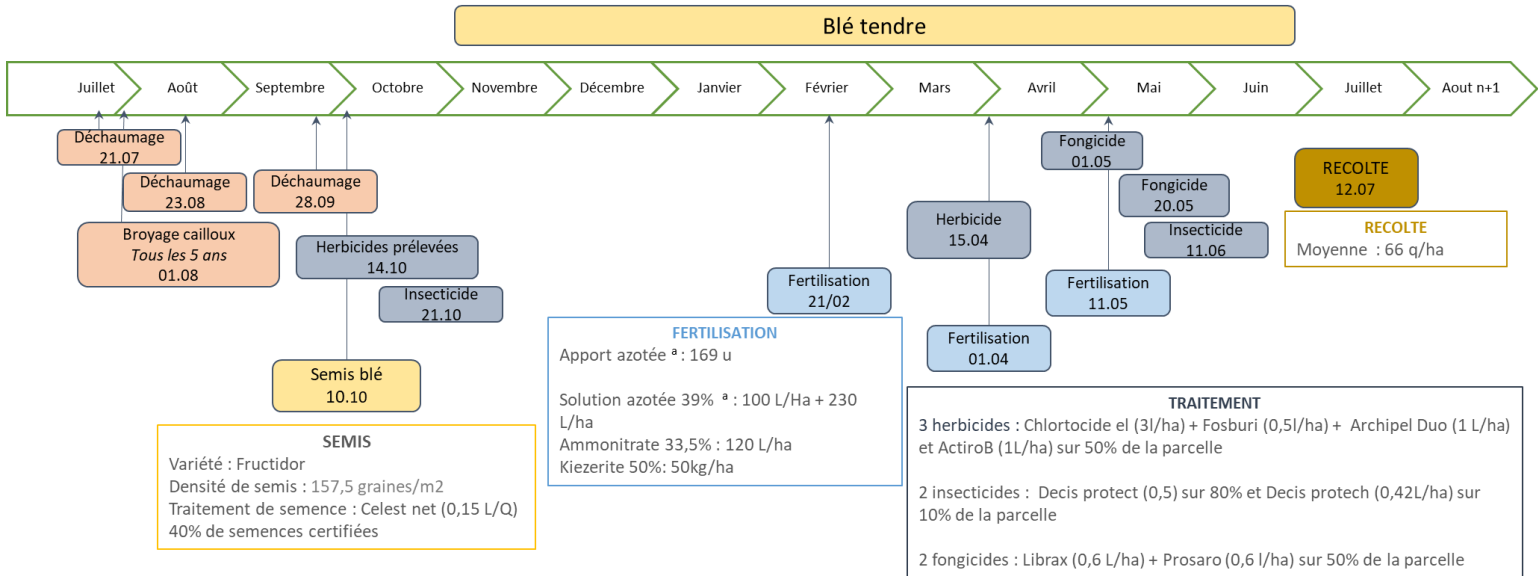 Blé tendre
Juillet
Août
Septembre
Octobre
Novembre
Décembre
Janvier
Février
Mars
Avril
Mai
Juin
Juillet
Aout n+1
Déchaumage
21.07
Déchaumage
23.08
Broyage cailloux
Tous les 5 ans
01.08
Déchaumage
28.09
Herbicides prélevées
14.10
Insecticide
21.10
Semis blé
10.10
SEMIS
Variété : Fructidor
Densité de semis : 157,5 graines/m2
Traitement de semence : Celest net (0,15 L/Q)
40% de semences certifiées
Fertilisation
21/02
FERTILISATION
Apport azotée ª : 169 u
Solution azotée 39% ª : 100 L/Ha + 230
L/ha
Ammonitrate 33,5% : 120 L/ha
Kiezerite 50%: 50kg/ha
Herbicide
15.04
Fertilisation
01.04
Fongicide
01.05
Fongicide
20.05
Insecticide
11.06
Fertilisation
11.05
RECOLTE
12.07
RECOLTE
Moyenne : 66 q/ha
TRAITEMENT
3 herbicides : Chlortocide el (3l/ha) + Fosburi (0,5l/ha) + Archipel Duo (1 L/ha)
et ActiroB (1L/ha) sur 50% de la parcelle
2 insecticides : Decis protect (0,5) sur 80% et Decis protech (0,42L/ha) sur
10% de la parcelle
2 fongicides : Librax (0,6 L/ha) + Prosaro (0,6 l/ha) sur 50% de la parcelle